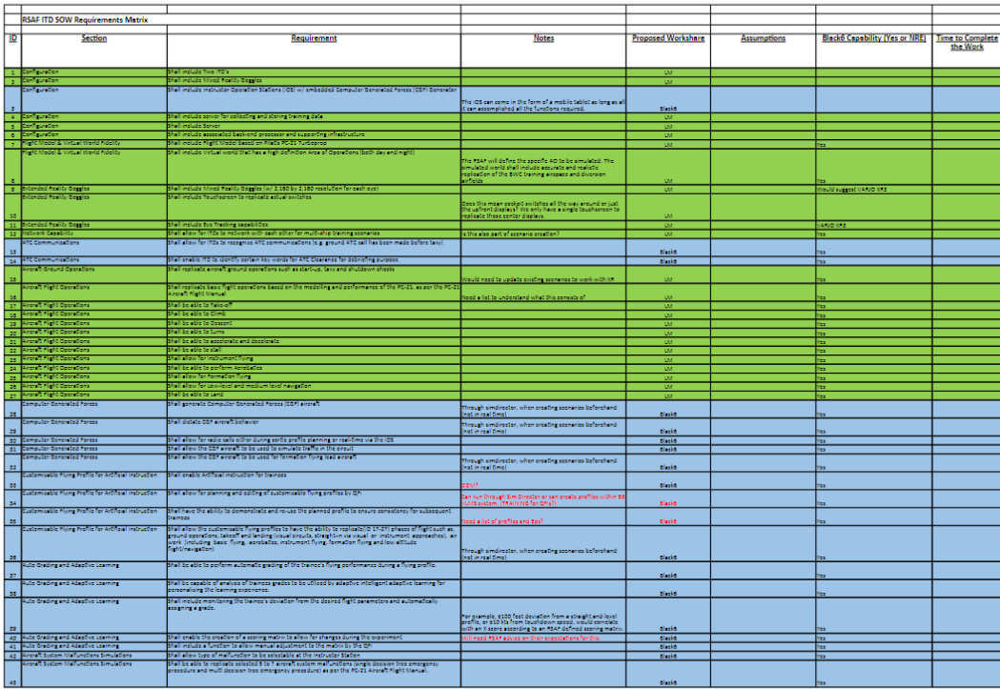 RSAF ITD SOW Requirements Matrix
ID Section Requirement Notes Proposed Workshare Assumptions Black6 Capability (Yes or NRE) Time to Complete
the Work
1 Configuration Shall include Two ITD's LM
2 Configuration Shall include Mixed Reality Goggles LM
Configuration Shall include Instructor Operation Stations (IOS) w/ embedded Computer Generated Forces (CGF) Generator
The IOS can come in the form of a mobile tablet as long as all
3 it can accomplished all the functions required. Black6
4 Configuration Shall include server for collecting and storing training data LM
5 Configuration Shall include Server LM
6 Configuration Shall include associated back-end processor and supporting infrastructure LM
7 Flight Model & Virtual World Fidelity Shall include Flight Model based on Pilatus PC-21 Turboprop LM Yes
Flight Model & Virtual World Fidelity Shall include Virtual world that has a high definition Area of Operations (both day and night)
The RSAF will define the specific AO to be simulated. The
simulated world shall include accurate and realistic
replication of the BWC training airspace and diversion
8 airfields LM Yes
9 Extended Reality Goggles Shall include Mixed Reality Goggles (w/ 2,160 by 2,160 resolution for each eye) LM Would suggest VARJO XR3
Extended Reality Goggles Shall include Touchscreen to replicate actual switches
Does this mean cockpit switches all the way around or just
the upfront displays? We only have a single touchscreen to
10 replicate those center displays. LM Yes
11 Extended Reality Goggles Shall include Eye Tracking capabilities LM VARJO XR3
12 Network Capability Shall allow for ITDs to network with each other for multi-ship training scenarios Is this also part of scenario creation? LM Yes
ATC Communications Shall allow for ITDs to recognise ATC communications (e.g. ground ATC call has been made before taxy)
13 Black6 Yes
14 ATC Communications Shall enable ITD to identify certain key words for ATC Clearance for debriefing purpose Black6 Yes
Aircraft Ground Operations Shall replicate aircraft ground operations such as start-up, taxy and shutdown checks
15 Would need to update existing scenarios to work with XR LM Yes
Aircraft Flight Operations Shall replicate basic flight operations based on the modelling and performance of the PC-21, as per the PC-21
16 Aircraft Flight Manual Need a list to understand what this consists of LM Yes
17 Aircraft Flight Operations Shall be able to Take-off LM Yes
18 Aircraft Flight Operations Shall be able to Climb LM Yes
19 Aircraft Flight Operations Shall be able to Descent LM Yes
20 Aircraft Flight Operations Shall be able to turns LM Yes
21 Aircraft Flight Operations Shall be able to accelerate and decelerate LM Yes
22 Aircraft Flight Operations Shall be able to stall LM Yes
23 Aircraft Flight Operations Shall allow for instrument flying LM Yes
24 Aircraft Flight Operations Shall be able to perform Aerobatics LM Yes
25 Aircraft Flight Operations Shall allow for Formation flying LM Yes
26 Aircraft Flight Operations Shall allow for Low-level and medium level navigation LM Yes
27 Aircraft Flight Operations Shall be able to Land LM Yes
Computer Generated Forces Shall generate Computer Generated Forces (CGF) aircraft
Through simdirector, when creating scenarios beforehand
28 (not in real time) Black6 Yes
Computer Generated Forces Shall dictate CGF aircraft behavior
Through simdirector, when creating scenarios beforehand
29 (not in real time) Black6 Yes
30 Computer Generated Forces Shall allow for radio calls either during sortie profile planning or real-time via the IOS Black6 Yes
31 Computer Generated Forces Shall allow the CGF aircraft to be used to simulate traffic in the circuit Black6 Yes
Computer Generated Forces Shall allow the CGF aircraft to be used for formation flying lead aircraft
Through simdirector, when creating scenarios beforehand
32 (not in real time) Black6 Yes
Customisable Flying Profile for Artificial Instruction Shall enable Artificial instruction for trainees
33 Black6 Yes
Customisable Flying Profile for Artificial Instruction Shall allow for planning and editing of customisable flying profiles by QFI
Can run through Sim Director or can create profiles within B6
34 system. (TRAINING for QFIs?) Black6 Yes
Customisable Flying Profile for Artificial Instruction Shall have the ability to demonstrate and re-use the planned profile to ensure consistency for subsequent
35 trainees Need a list of profiles and Eps? Black6 Yes
Customisable Flying Profile for Artificial Instruction Shall allow the customisable flying profiles to have the ability to replicate(ID 17-27) phases of flight such as,
ground operations, takeoff and landing (visual circuits, straight-in via visual or instrument approaches), air
work (including basic flying, aerobatics, instrument flying, formation flying and low altitude
flight/navigation) Through simdirector, when creating scenarios beforehand
36 (not in real time) Black6 Yes
Auto Grading and Adaptive Learning Shall be able to perform automatic grading of the trainee's flying performance during a flying profile.
37 Black6 Yes
Auto Grading and Adaptive Learning Shall be capable of analysis of trainees grades to be utilised by adaptive intelligent adaptive learning for
38 personalising the learning experience. Black6 Yes
Auto Grading and Adaptive Learning Shall include monitoring the trainee's deviation from the desired flight parameters and automatically
assigning a grade.
For example, ±100 feet deviation from a straight and level
profile, or ±10 kts from touchdown speed, would correlate
39 with an X score according to an RSAF defined scoring matrix. Black6 Yes
40 Auto Grading and Adaptive Learning Shall enable the creation of a scoring matrix to allow for changes during the experiment Will need RSAF advice on their expectations for this Black6 Yes
41 Auto Grading and Adaptive Learning Shall include a function to allow manual adjustment to the matrix by the QFI Black6 Yes
42 Aircraft System Malfunctions Simulations Shall allow type of malfunction to be selectable at the Instructor Station Black6 Yes
Aircraft System Malfunctions Simulations Shall be able to replicate selected 5 to 7 aircraft system malfunctions (single decision tree emergency
procedure and multi decision tree emergency procedure) as per the PC-21 Aircraft Flight Manual.
43 Black6 Yes